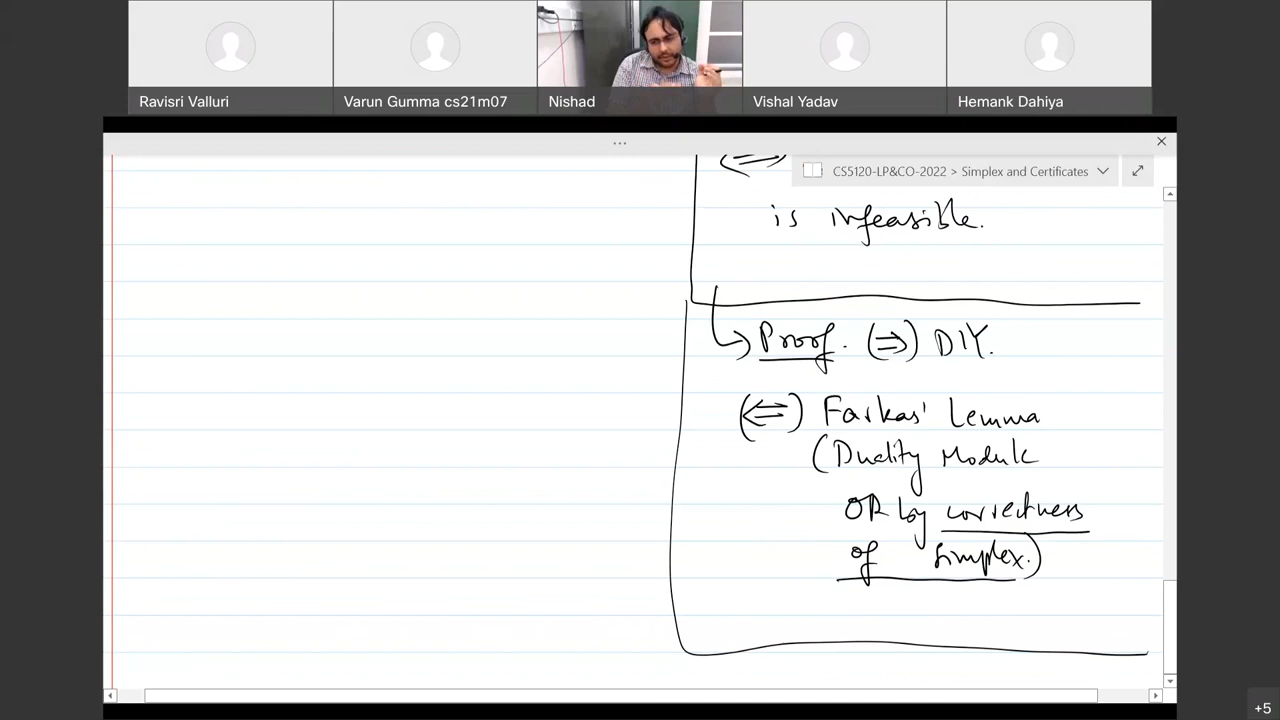 Ravisri Valluri
Varun Gumma cs21m07
Nishad
Vishal Yadav
Hemank Dahiya
CS5120-LP&CO-2022 > Simplex and Certificates
(⟺)
is infeasible.
↳ Proof. (⇒) DIY.
(⇐) Farkas' Lemma
(Duality Module
OR by correctness
of simplex.)
+5